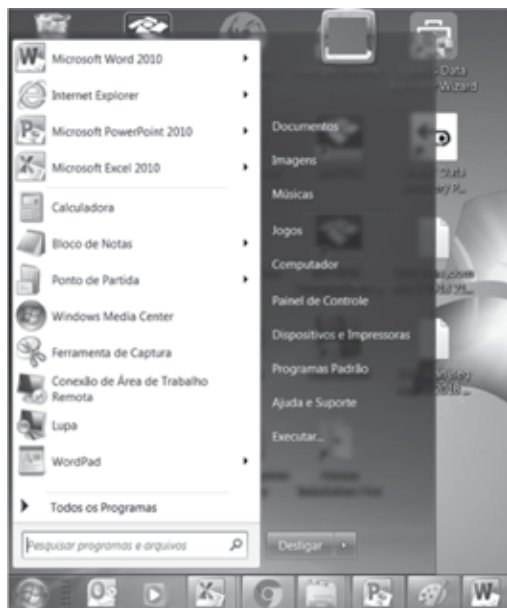 Microsoft Word 2010
Internet Explorer
Microsoft PowerPoint 2010
Microsoft Excel 2010
Calculadora
Bloco de Notas
Ponto de Partida
Windows Media Center
Ferramenta de Captura
Conexão de Área de Trabalho
Remota
Lupa
WordPad
Todos os Programas
Pesquisar programas e arquivos
Documentos
Imagens
Músicas
Jogos
Computador
Painel de Controle
Dispositivos e Impressoras
Programas Padrão
Ajuda e Suporte
Executar...
Desligar
Data
Wizard